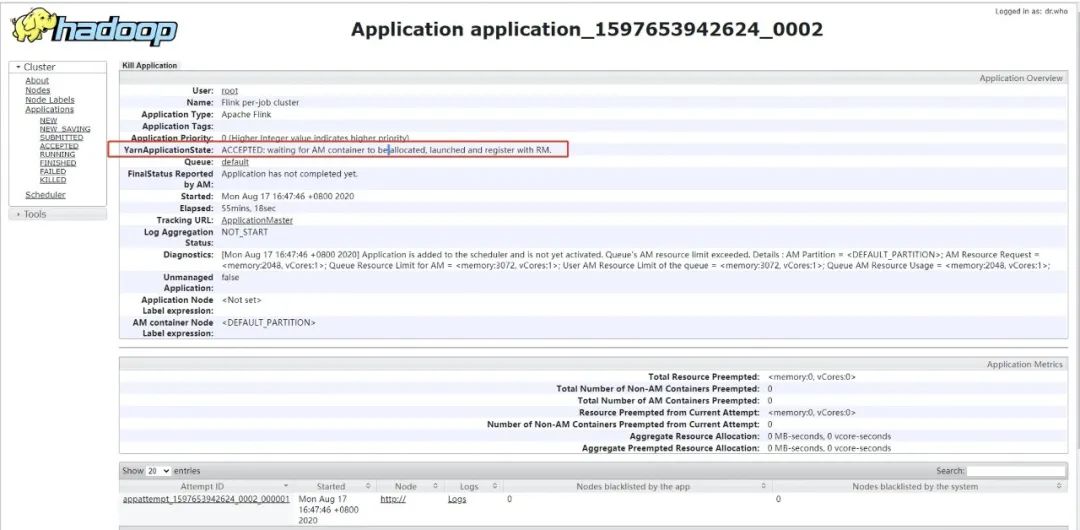 Logged in as: dr.who
hadoop
Application application_1597653942624_0002
Cluster
About
Nodes
Node Labels
Applications
NEW
NEW_SAVING
SUBMITTED
ACCEPTED
RUNNING
FINISHED
FAILED
KILLED
Scheduler
Tools
Kill Application
Application Overview
User: root
Name: Flink per-job cluster
Application Type: Apache Flink
Application Tags:
Application Priority: 0 (Higher Integer value indicates higher priority)
YarnApplicationState: ACCEPTED: waiting for AM container to be allocated, launched and register with RM.
Queue: default
FinalStatus Reported by AM: Application has not completed yet.
Started: Mon Aug 17 16:47:46 +0800 2020
Elapsed: 55mins, 18sec
Tracking URL: ApplicationMaster
Log Aggregation Status: NOT_START
Diagnostics: [Mon Aug 17 16:47:46 +0800 2020] Application is added to the scheduler and is not yet activated. Queue's AM resource limit exceeded. Details : AM Partition = <DEFAULT_PARTITION>; AM Resource Request =
<memory:2048, vCores:1>; Queue Resource Limit for AM = <memory:3072, vCores:1>; User AM Resource Limit of the queue = <memory:3072, vCores:1>; Queue AM Resource Usage = <memory:2048, vCores:1>;
Unmanaged Application: false
Application Node Label expression: <Not set>
AM container Node Label expression: <DEFAULT_PARTITION>
Application Metrics
Total Resource Preempted: <memory:0, vCores:0>
Total Number of Non-AM Containers Preempted: 0
Total Number of AM Containers Preempted: 0
Resource Preempted from Current Attempt: <memory:0, vCores:0>
Number of Non-AM Containers Preempted from Current Attempt: 0
Aggregate Resource Allocation: 0 MB-seconds, 0 vcore-seconds
Aggregate Preempted Resource Allocation: 0 MB-seconds, 0 vcore-seconds
Show 20 entries Search:
Attempt ID Started Node Logs Nodes blacklisted by the app Nodes blacklisted by the system
appattempt_1597653942624_0002_000001 Mon Aug 17 http:// Logs 0 0
16:47:46 +0800
2020